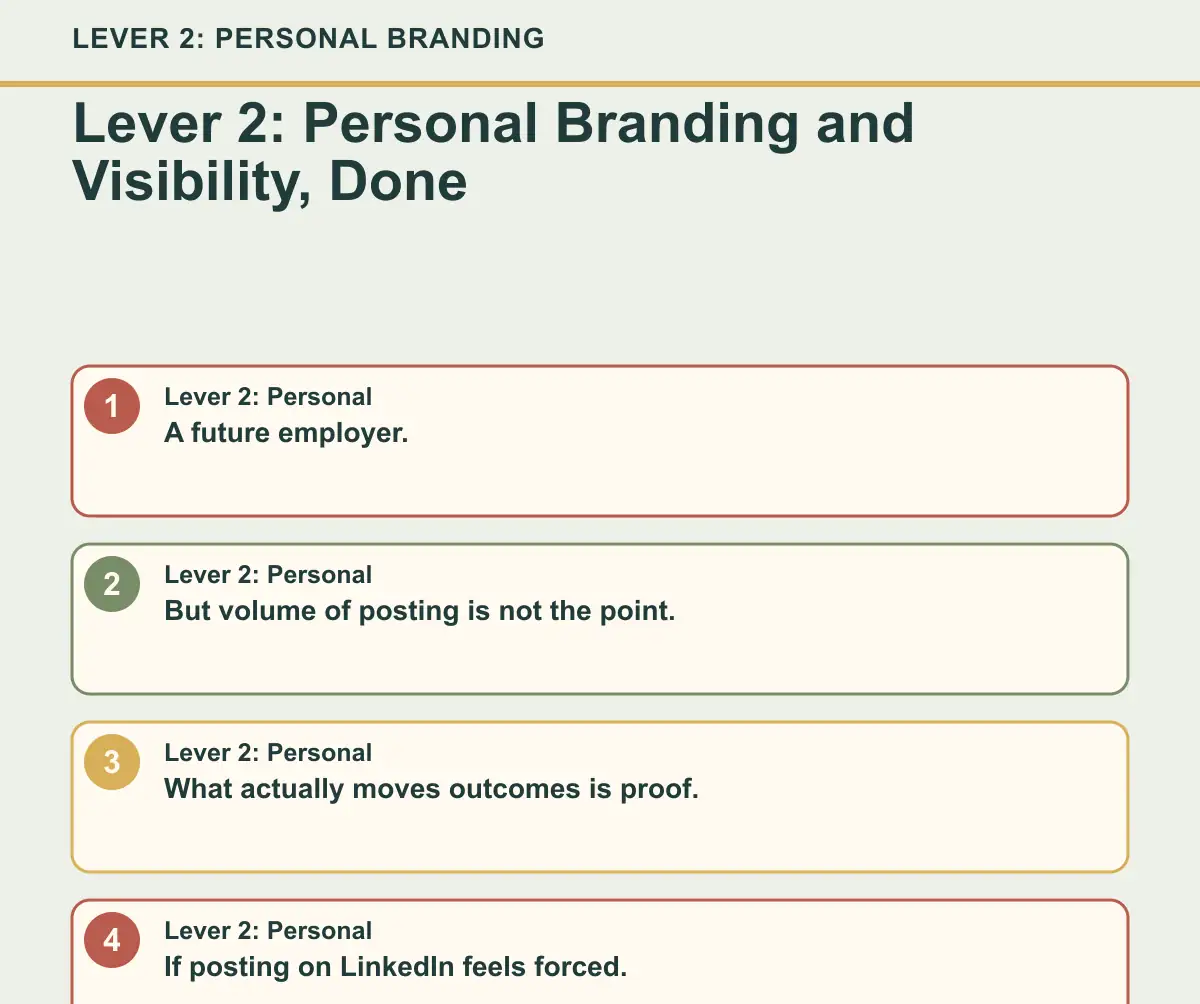 LEVER 2: PERSONAL BRANDING
Lever 2: Personal Branding and
Visibility, Done
1
Lever 2: Personal
A future employer.
2
Lever 2: Personal
But volume of posting is not the point.
3
Lever 2: Personal
What actually moves outcomes is proof.
4
Lever 2: Personal
If posting on LinkedIn feels forced.